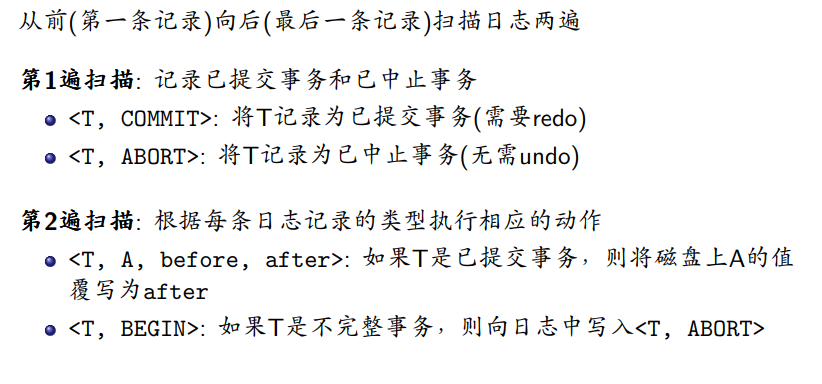 从前(第一条记录)向后(最后一条记录)扫描日志两遍
第1遍扫描: 记录已提交事务和已中止事务
<T, COMMIT>: 将T记录为已提交事务(需要redo)
<T, ABORT>: 将T记录为已中止事务(无需undo)
第2遍扫描: 根据每条日志记录的类型执行相应的动作
<T, A, before, after>: 如果T是已提交事务，则将磁盘上A的值
覆写为after
<T, BEGIN>: 如果T是不完整事务，则向日志中写入<T, ABORT>